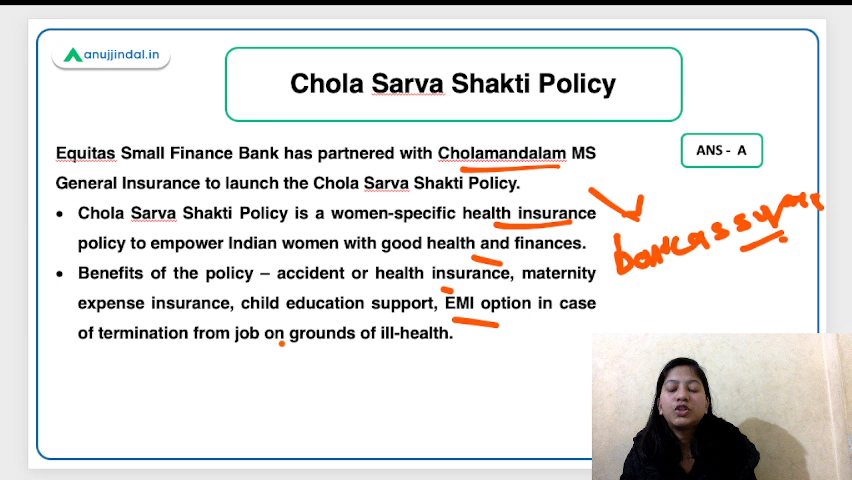 anujjindal.in
Chola Sarva Shakti Policy
Equitas Small Finance Bank has partnered with Cholamandalam MS
General Insurance to launch the Chola Sarva Shakti Policy.
ANS - A
• Chola Sarva Shakti Policy is a women-specific health insurance
policy to empower Indian women with good health and finances.
• Benefits of the policy – accident or health insurance, maternity
expense insurance, child education support, EMI option in case
of termination from job on grounds of ill-health.